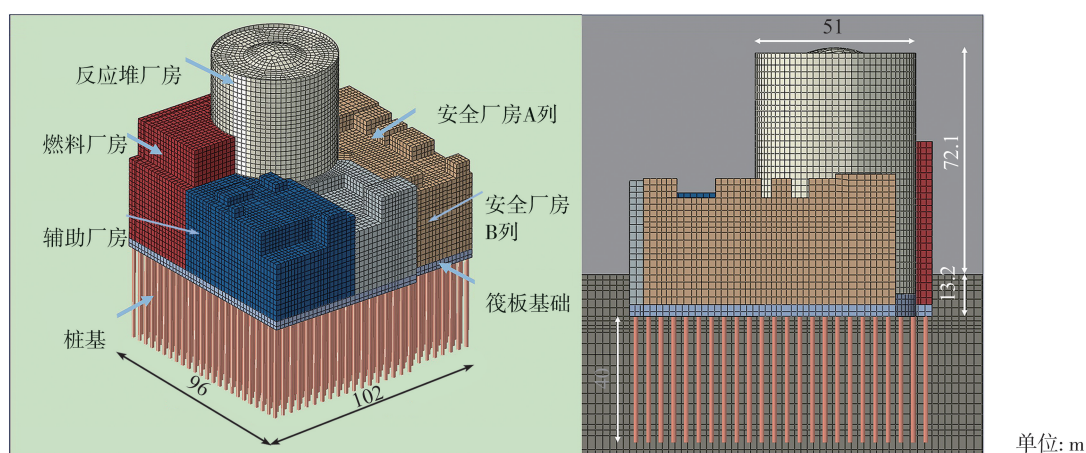 反应堆厂房
安全厂房A列
燃料厂房
安全厂房
B列
辅助厂房
筏板基础
桩基
96
102
51
72.1
13.2
40
单位: m